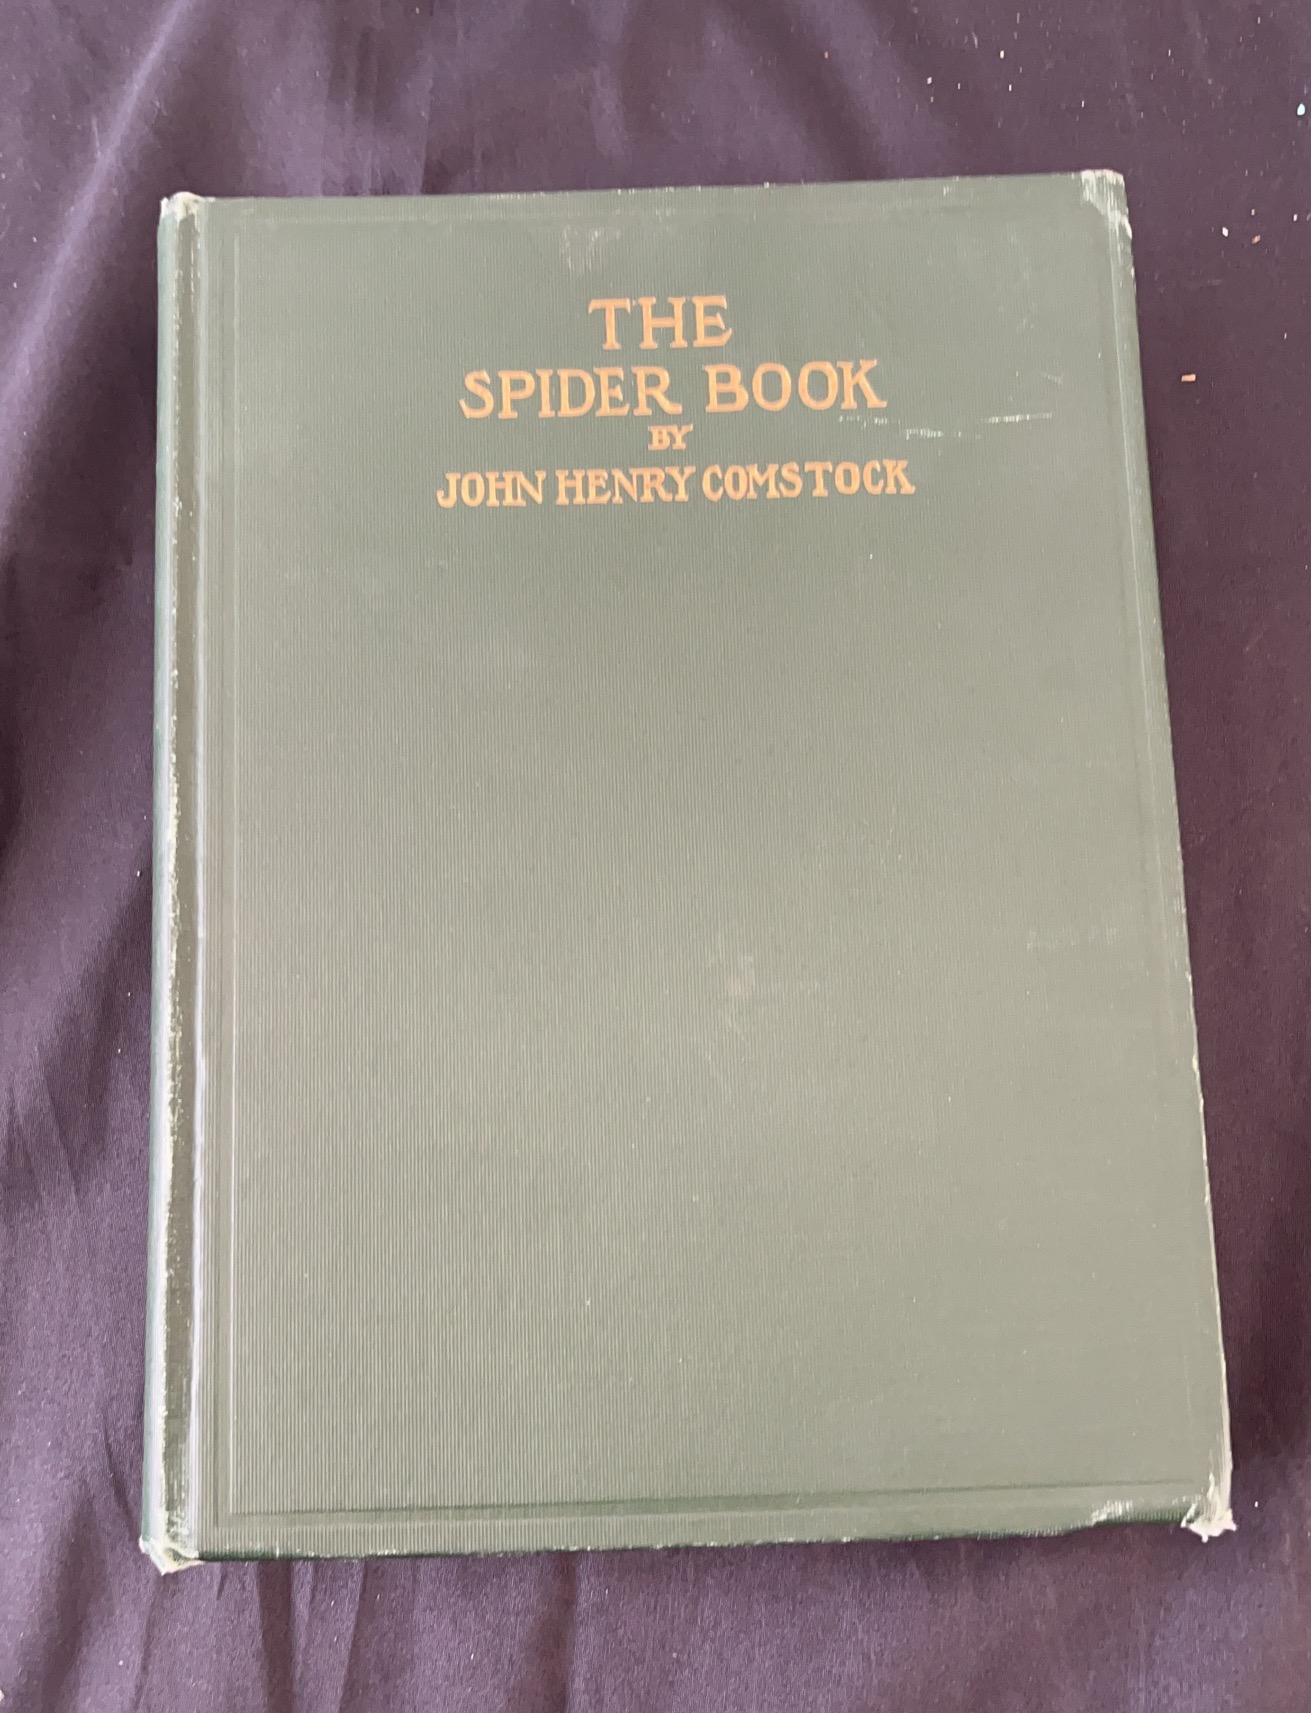 THE
SPIDER BOOK
BY
JOHN HENRY COMSTOCK